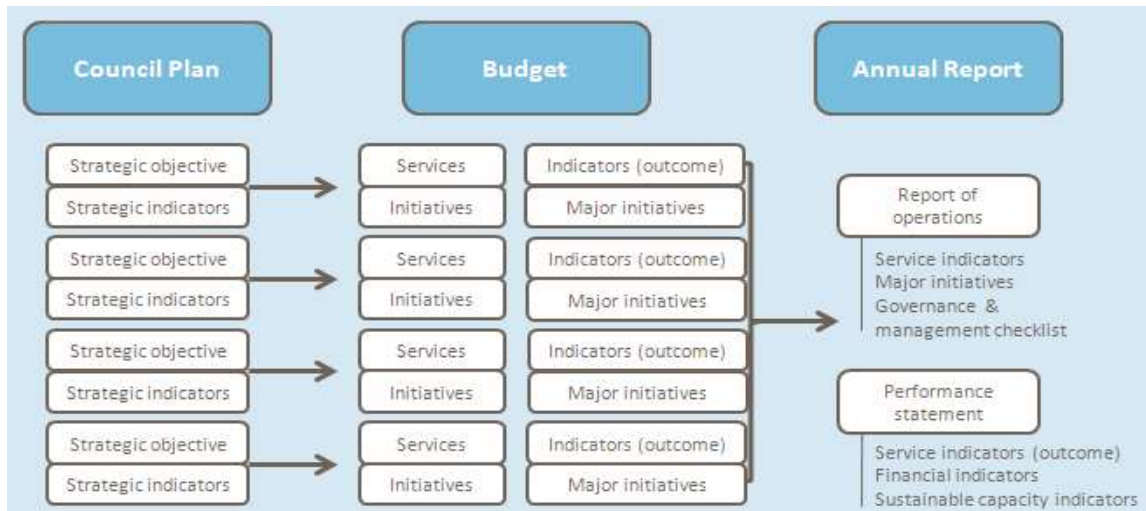 Council Plan
Budget
Annual Report
Strategic objective
Strategic indicators
Strategic objective
Strategic indicators
Strategic objective
Strategic indicators
Strategic objective
Strategic indicators
Services
Initiatives
Services
Initiatives
Services
Initiatives
Services
Initiatives
Indicators (outcome)
Major initiatives
Indicators (outcome)
Major initiatives
Indicators (outcome)
Major initiatives
Indicators (outcome)
Major initiatives
Report of
operations
Service indicators
Major initiatives
Governance &
management checklist
Performance
statement
Service indicators (outcome)
Financial indicators
Sustainable capacity indicators